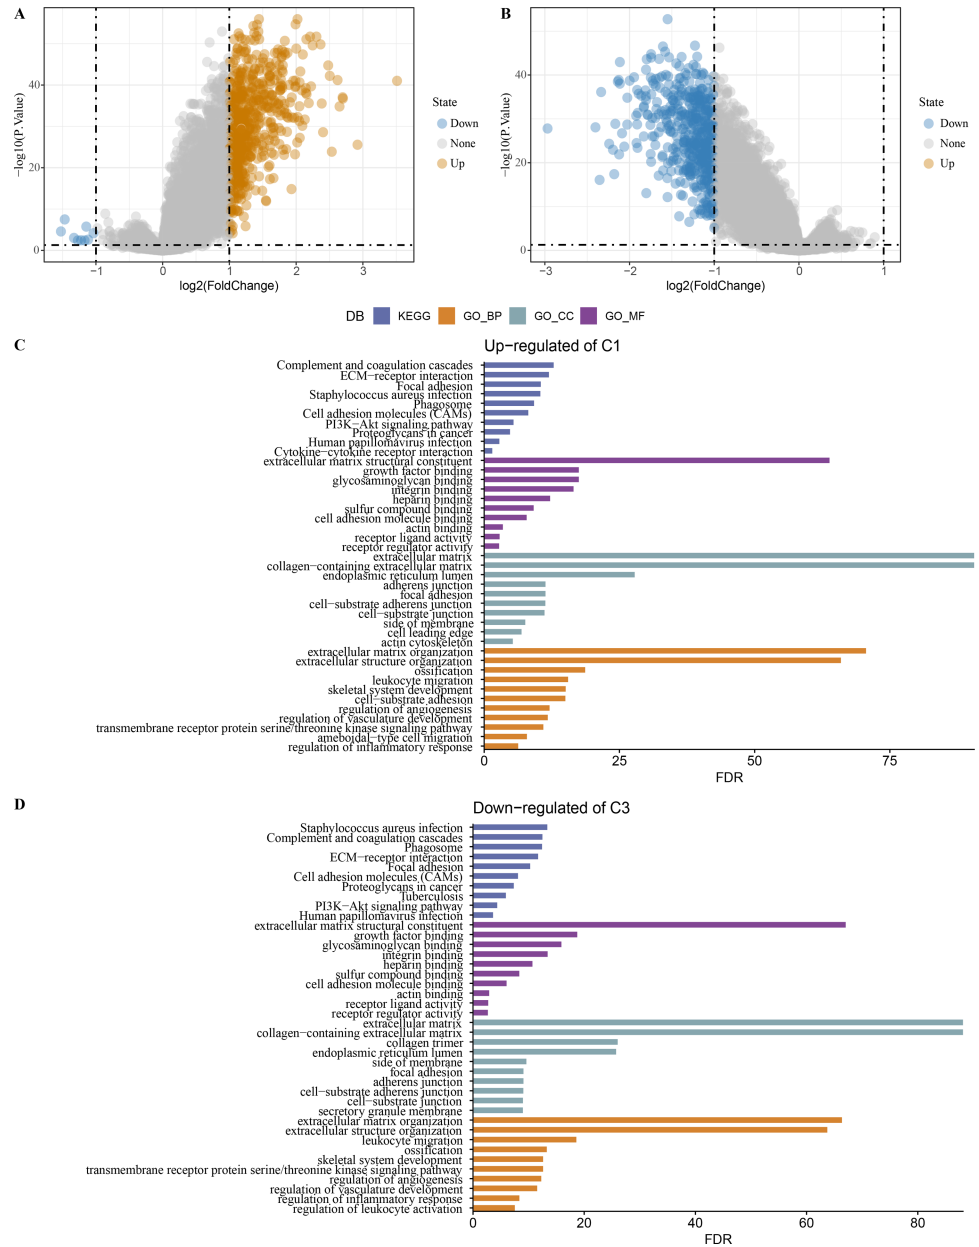 A
B
−log10(P.Value)
40
20
0
−1
0
1
2
3
log2(FoldChange)
State
Down
None
Up
−log10(P.Value)
40
20
0
−3
−2
−1
0
1
log2(FoldChange)
State
Down
None
Up
DB KEGG GO_BP GO_CC GO_MF
C
Up−regulated of C1
Complement and coagulation cascades
ECM−receptor interaction
Focal adhesion
Staphylococcus aureus infection
Phagosome
Cell adhesion molecules (CAMs)
PI3K−Akt signaling pathway
Proteoglycans in cancer
Human papillomavirus infection
Cytokine−cytokine receptor interaction
extracellular matrix structural constituent
growth factor binding
glycosaminoglycan binding
integrin binding
heparin binding
sulfur compound binding
cell adhesion molecule binding
actin binding
receptor ligand activity
receptor regulator activity
extracellular matrix
collagen−containing extracellular matrix
endoplasmic reticulum lumen
adherens junction
focal adhesion
cell−substrate adherens junction
cell−substrate junction
side of membrane
cell leading edge
actin cytoskeleton
extracellular matrix organization
extracellular structure organization
ossification
leukocyte migration
skeletal system development
cell−substrate adhesion
regulation of angiogenesis
regulation of vasculature development
transmembrane receptor protein serine/threonine kinase signaling pathway
ameboidal−type cell migration
regulation of inflammatory response
0 25 50 75
FDR
D
Down−regulated of C3
Staphylococcus aureus infection
Complement and coagulation cascades
Phagosome
ECM−receptor interaction
Focal adhesion
Cell adhesion molecules (CAMs)
Proteoglycans in cancer
Tuberculosis
PI3K−Akt signaling pathway
Human papillomavirus infection
extracellular matrix structural constituent
growth factor binding
glycosaminoglycan binding
integrin binding
heparin binding
sulfur compound binding
cell adhesion molecule binding
actin binding
receptor ligand activity
receptor regulator activity
extracellular matrix
collagen−containing extracellular matrix
collagen trimer
endoplasmic reticulum lumen
side of membrane
focal adhesion
adherens junction
cell−substrate adherens junction
cell−substrate junction
secretory granule membrane
extracellular matrix organization
extracellular structure organization
leukocyte migration
ossification
skeletal system development
transmembrane receptor protein serine/threonine kinase signaling pathway
regulation of angiogenesis
regulation of vasculature development
regulation of inflammatory response
regulation of leukocyte activation
0 20 40 60 80
FDR